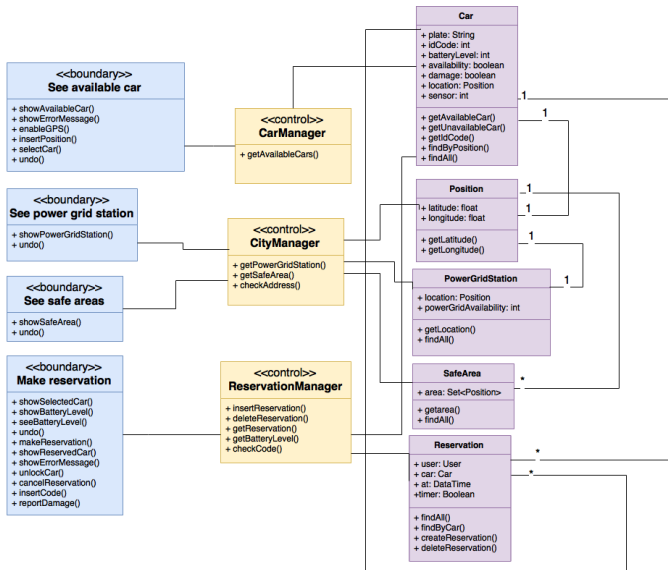 <<boundary>>
See available car
+ showAvailableCar()
+ showErrorMessage()
+ enableGPS()
+ insertPosition()
+ selectCar()
+ undo()
<<boundary>>
See power grid station
+ showPowerGridStation()
+ undo()
<<boundary>>
See safe areas
+ showSafeArea()
+ undo()
<<boundary>>
Make reservation
+ showSelectedCar()
+ showBatteryLevel()
+ seeBatteryLevel()
+ undo()
+ makeReservation()
+ showReservedCar()
+ showErrorMessage()
+ unlockCar()
+ cancelReservation()
+ insertCode()
+ reportDamage()
<<control>>
CarManager
+ getAvailableCars()
<<control>>
CityManager
+ getPowerGridStation()
+ getSafeArea()
+ checkAddress()
<<control>>
ReservationManager
+ insertReservation()
+ deleteReservation()
+ getReservation()
+ getBatteryLevel()
+ checkCode()
Car
+ plate: String
+ idCode: int
+ batteryLevel: int
+ availability: boolean
+ damage: boolean
+ location: Position
+ sensor: int
+ getAvailableCar()
+ getUnavailableCar()
+ getIdCode()
+ findByPosition()
+ findAll()
1
1
Position
+ latitude: float
+ longitude: float
+ getLatitude()
+ getLongitude()
1
1
1
PowerGridStation
+ location: Position
+ powerGridAvailability: int
+ getLocation()
+ findAll()
1
SafeArea
+ area: Set<Position>
+ getarea()
+ findAll()
*
Reservation
+ user: User
+ car: Car
+ at: DataTime
+timer: Boolean
+ findAll()
+ findByCar()
+ createReservation()
+ deleteReservation()
*
*